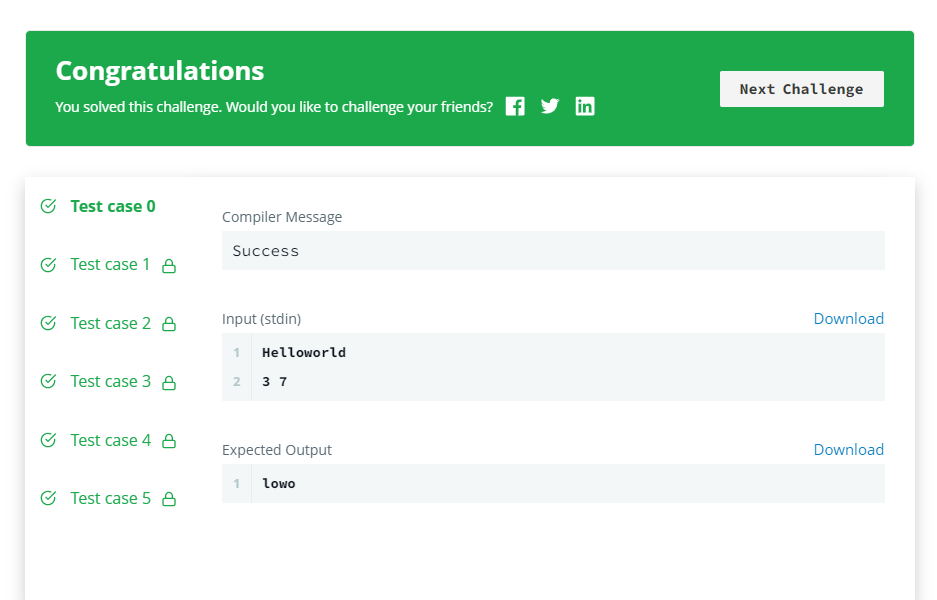 Congratulations
You solved this challenge. Would you like to challenge your friends?
Next Challenge
Test case 0
Test case 1
Test case 2
Test case 3
Test case 4
Test case 5
Compiler Message
Success
Input (stdin)
Download
1 Helloworld
2 3 7
Expected Output
Download
1 lowo